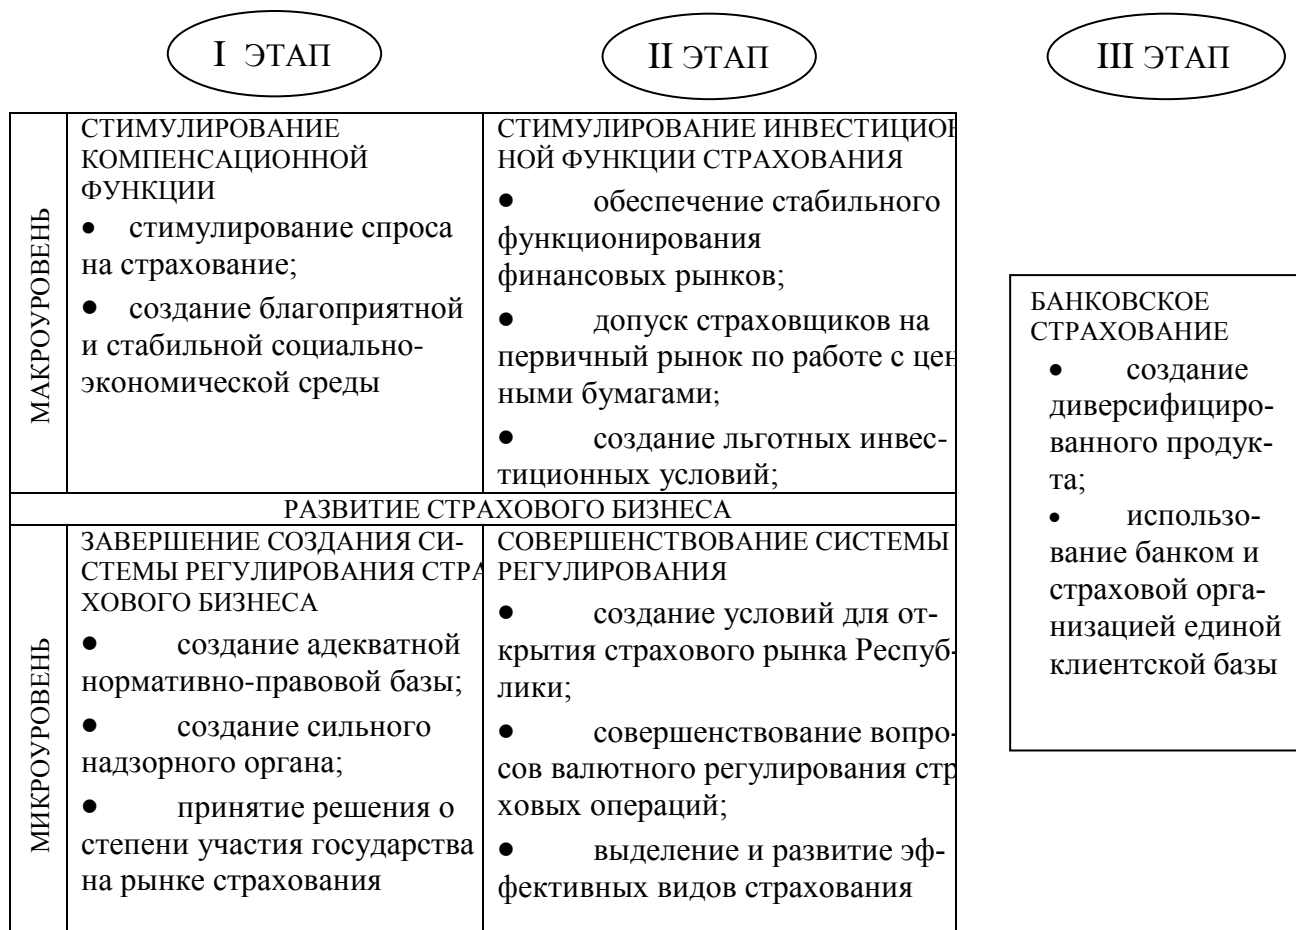 I ЭТАП
II ЭТАП
III ЭТАП
МАКРОУРОВЕНЬ
СТИМУЛИРОВАНИЕ
КОМПЕНСАЦИОННОЙ
ФУНКЦИИ
• стимулирование спроса
на страхование;
• создание благоприятной
и стабильной социально-
экономической среды
СТИМУЛИРОВАНИЕ ИНВЕСТИЦИОН
НОЙ ФУНКЦИИ СТРАХОВАНИЯ
• обеспечение стабильного
функционирования
финансовых рынков;
• допуск страховщиков на
первичный рынок по работе с цен
ными бумагами;
• создание льготных инвес-
тиционных условий;
РАЗВИТИЕ СТРАХОВОГО БИЗНЕСА
МИКРОУРОВЕНЬ
ЗАВЕРШЕНИЕ СОЗДАНИЯ СИ-
СТЕМЫ РЕГУЛИРОВАНИЯ СТРА
ХОВОГО БИЗНЕСА
• создание адекватной
нормативно-правовой базы;
• создание сильного
надзорного органа;
• принятие решения о
степени участия государства
на рынке страхования
СОВЕРШЕНСТВОВАНИЕ СИСТЕМЫ
РЕГУЛИРОВАНИЯ
• создание условий для от-
крытия страхового рынка Респуб-
лики;
• совершенствование вопро-
сов валютного регулирования стр
ховых операций;
• выделение и развитие эф-
фективных видов страхования
БАНКОВСКОЕ
СТРАХОВАНИЕ
• создание
диверсифициро-
ванного продук-
та;
• использо-
вание банком и
страховой орга-
низацией единой
клиентской базы